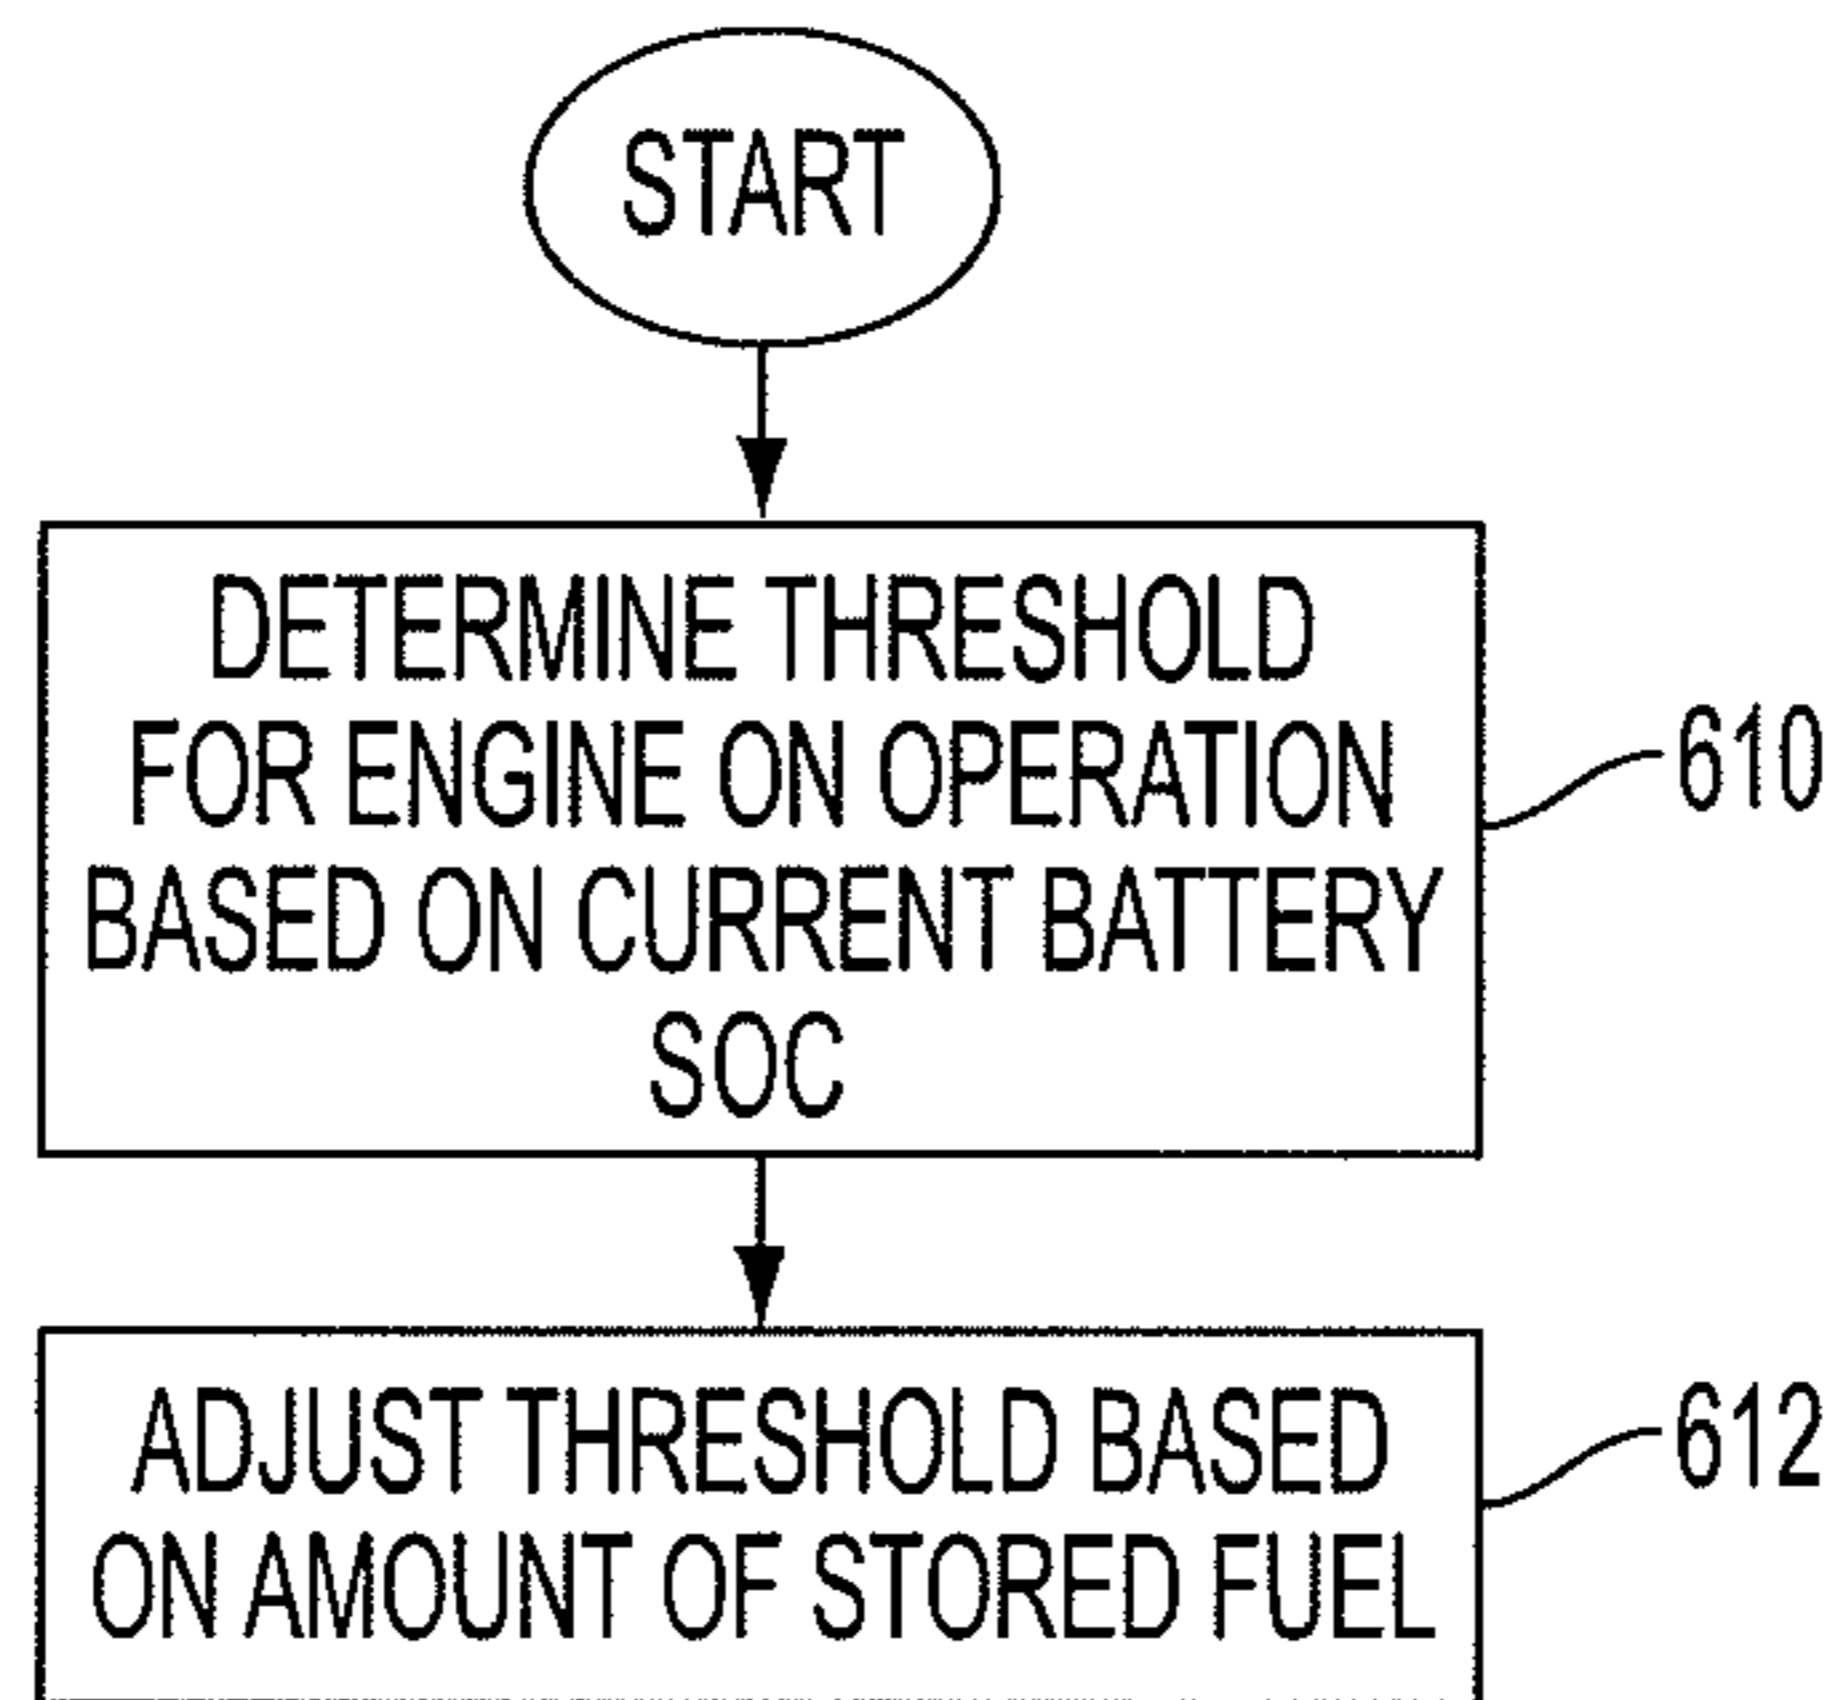 START
DETERMINE THRESHOLD
FOR ENGINE ON OPERATION
BASED ON CURRENT BATTERY
SOC
610
ADJUST THRESHOLD BASED
ON AMOUNT OF STORED FUEL
612